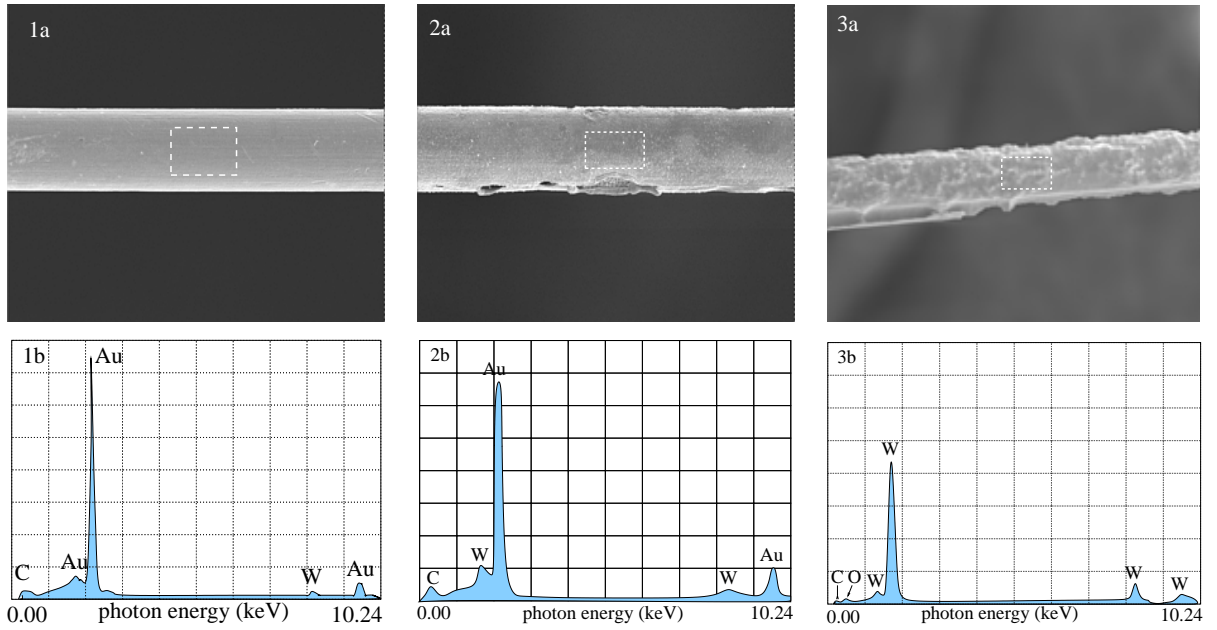 1a
2a
3a
1b
Au
C
Au
W
Au
0.00
photon energy (keV)
10.24
2b
Au
C
W
W
Au
0.00
photon energy (keV)
10.24
3b
W
C
O
W
W
W
0.00
photon energy (keV)
10.24